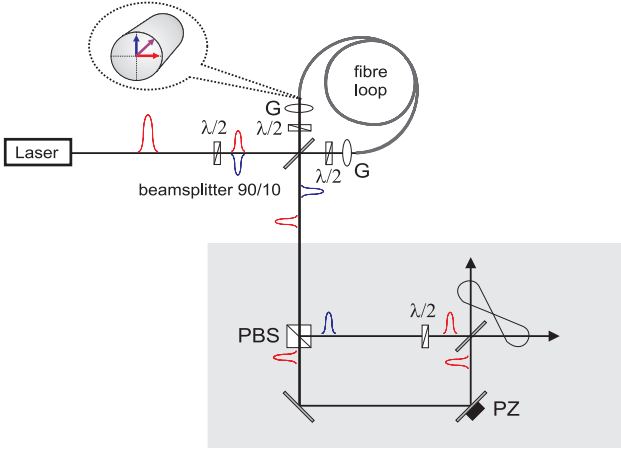 fibre
loop
G
λ/2
λ/2
Laser
G
λ/2
beamsplitter 90/10
λ/2
PBS
PZ